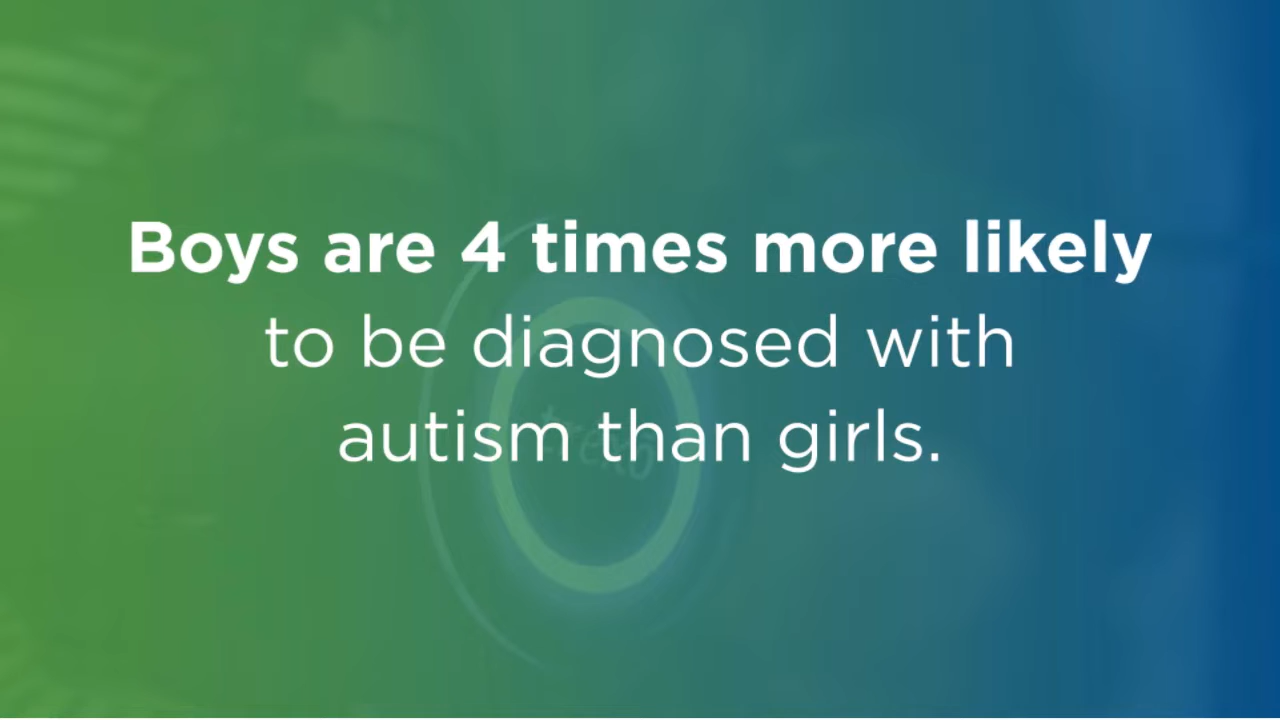 Boys are 4 times more likely
to be diagnosed with
autism than girls.